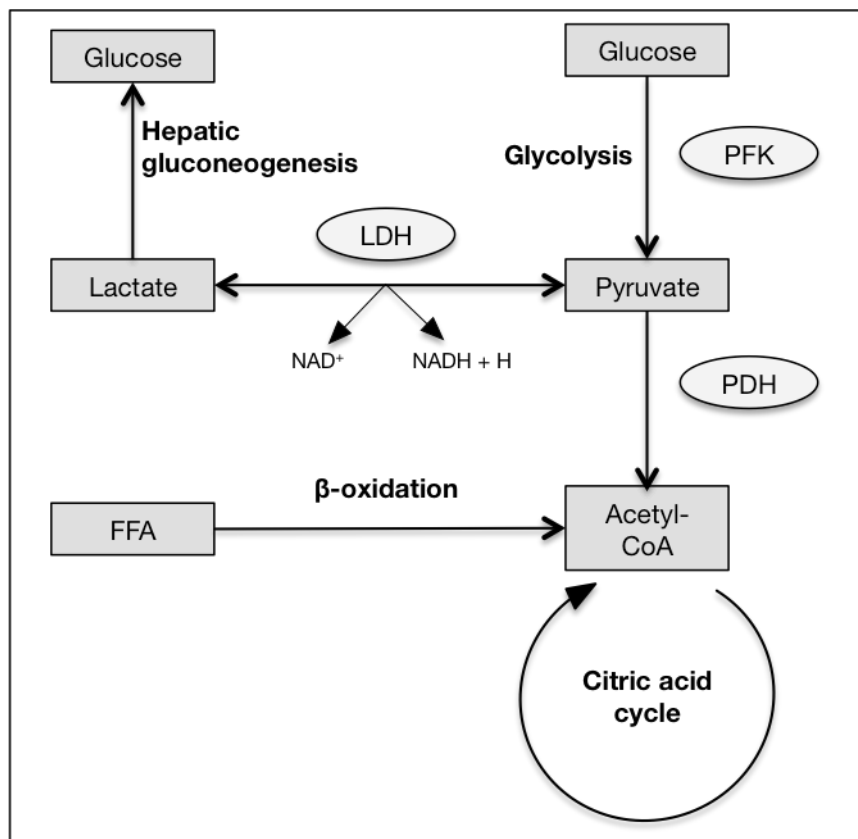 Glucose
Glucose
Hepatic
gluconeogenesis
Glycolysis
PFK
LDH
Lactate
Pyruvate
NAD⁺
NADH + H
PDH
β-oxidation
FFA
Acetyl-
CoA
Citric acid
cycle